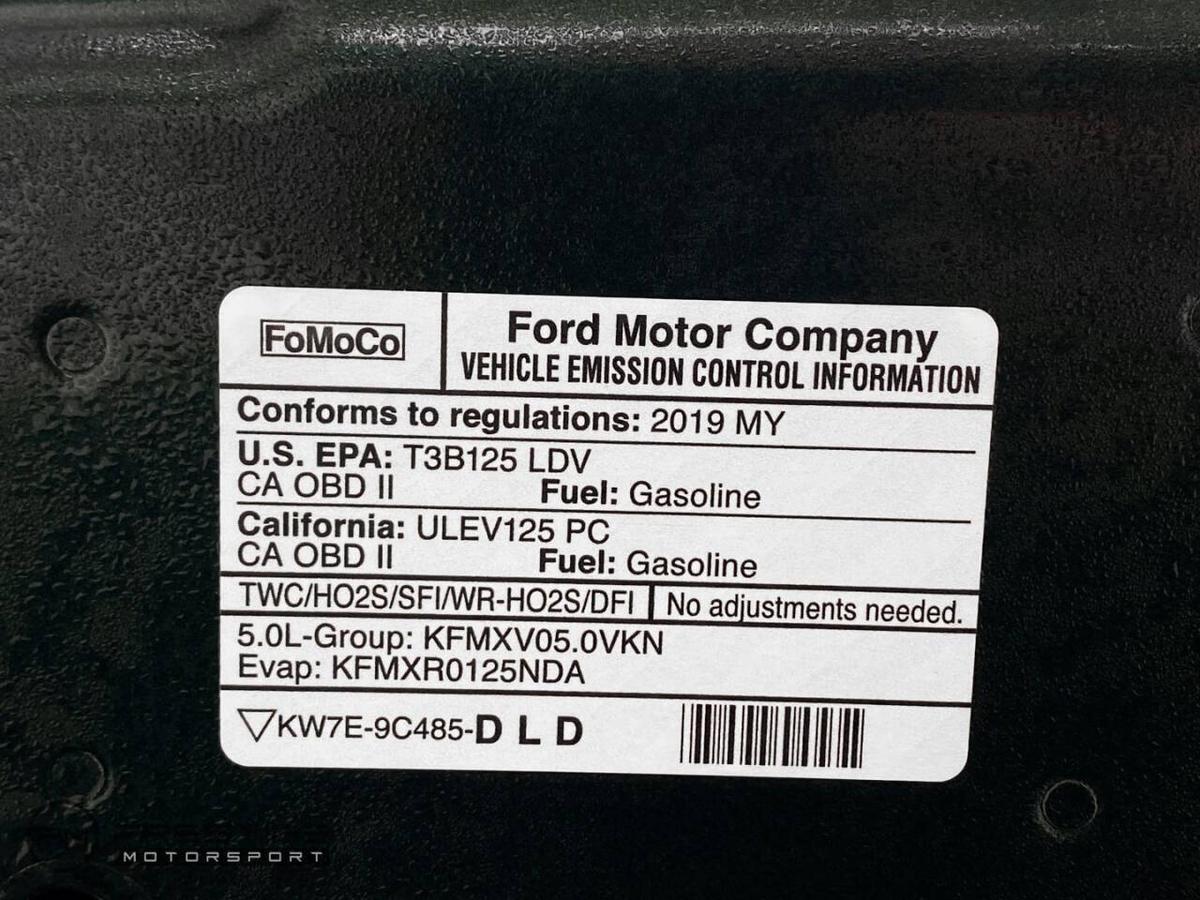 FoMoCo
Ford Motor Company
VEHICLE EMISSION CONTROL INFORMATION
Conforms to regulations: 2019 MY
U.S. EPA: T3B125 LDV
CA OBD II Fuel: Gasoline
California: ULEV125 PC
CA OBD II Fuel: Gasoline
TWC/HO2S/SFI/WR-HO2S/DFI No adjustments needed.
5.0L-Group: KFMXV05.0VKN
Evap: KFMXR0125NDA
▽KW7E-9C485-D L D
MOTORSPORT